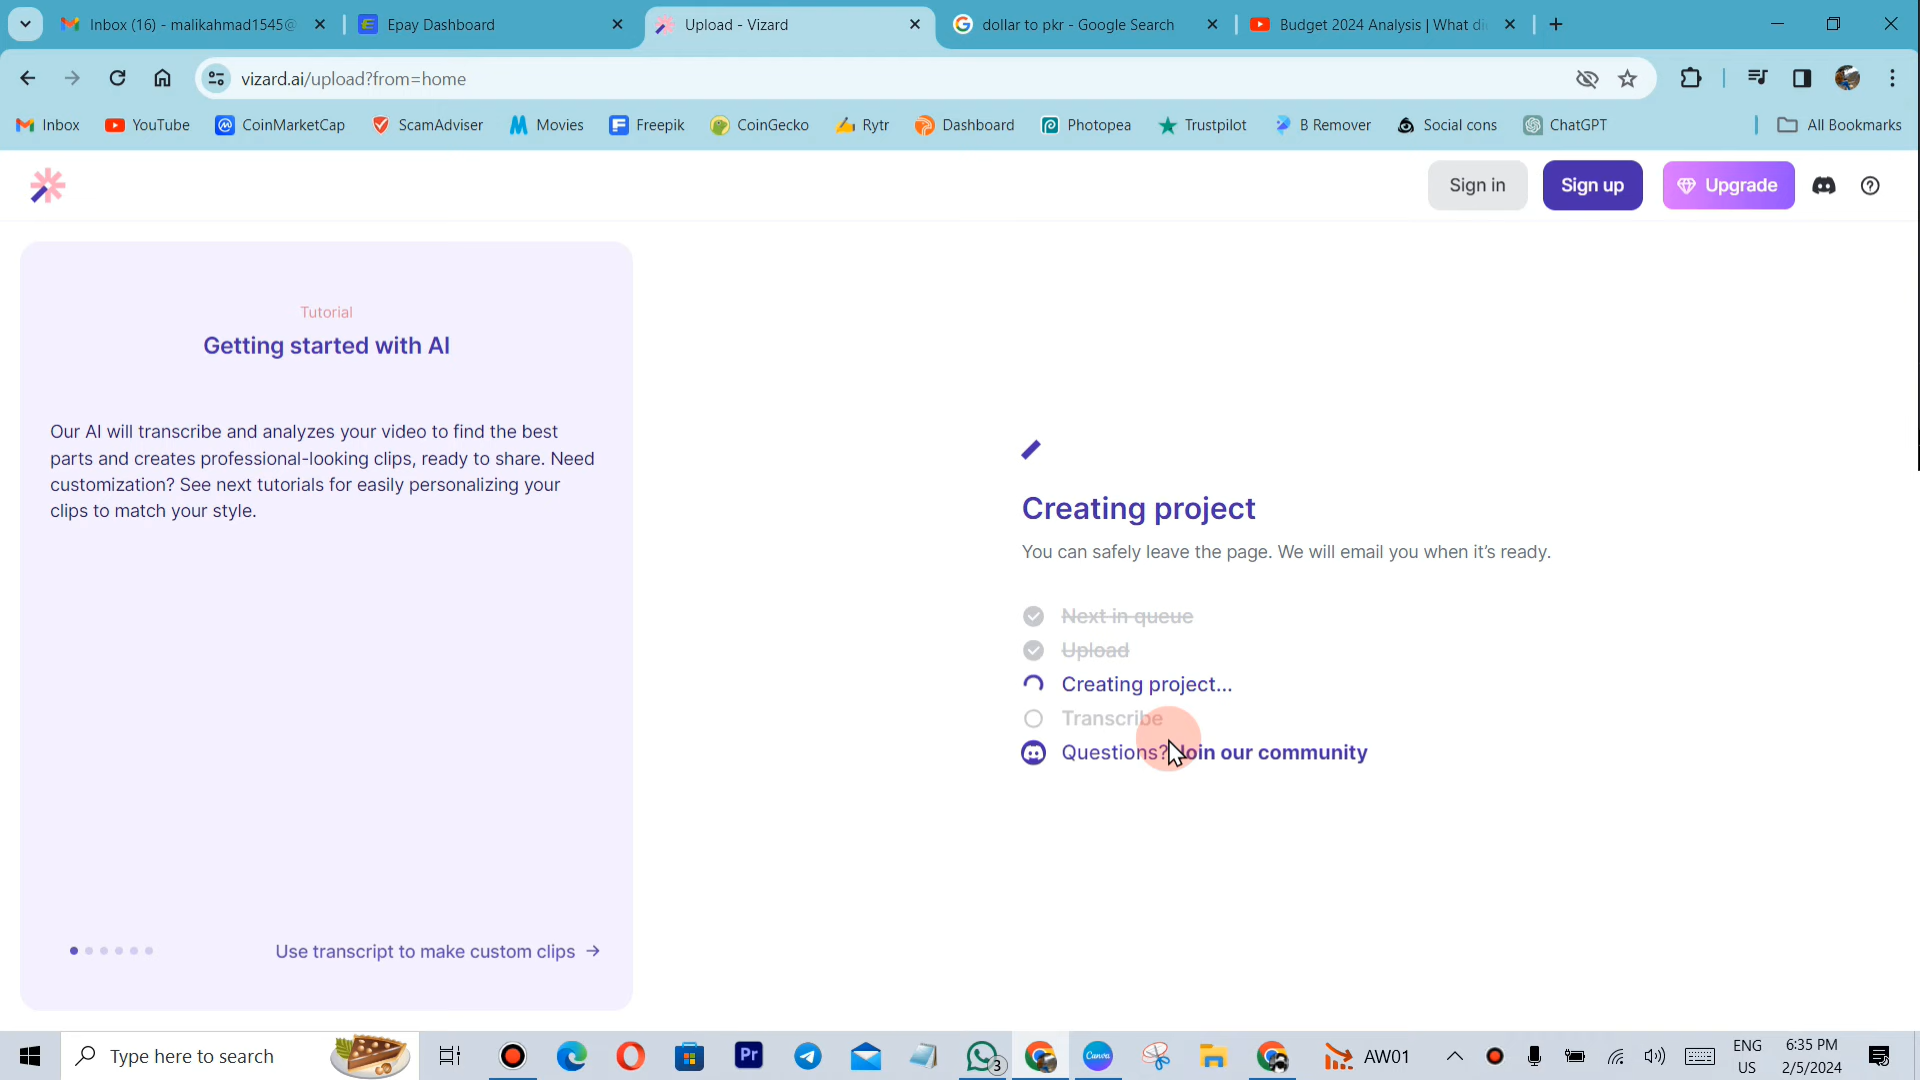 Inbox (16) - malikahmad1545@
Epay Dashboard
Upload - Vizard
dollar to pkr - Google Search
Budget 2024 Analysis | What di
vizard.ai/upload?from=home
Inbox
YouTube
CoinMarketCap
ScamAdviser
Movies
Freepik
CoinGecko
Rytr
Dashboard
Photopea
Trustpilot
B Remover
Social cons
ChatGPT
All Bookmarks
Sign in
Sign up
Upgrade
Tutorial
Getting started with AI
Our AI will transcribe and analyzes your video to find the best
parts and creates professional-looking clips, ready to share. Need
customization? See next tutorials for easily personalizing your
clips to match your style.
Use transcript to make custom clips →
Creating project
You can safely leave the page. We will email you when it's ready.
Next in queue
Upload
Creating project...
Transcribe
Questions? Join our community
Type here to search
Pr
Canva
3
AW01
ENG
US
6:35 PM
2/5/2024